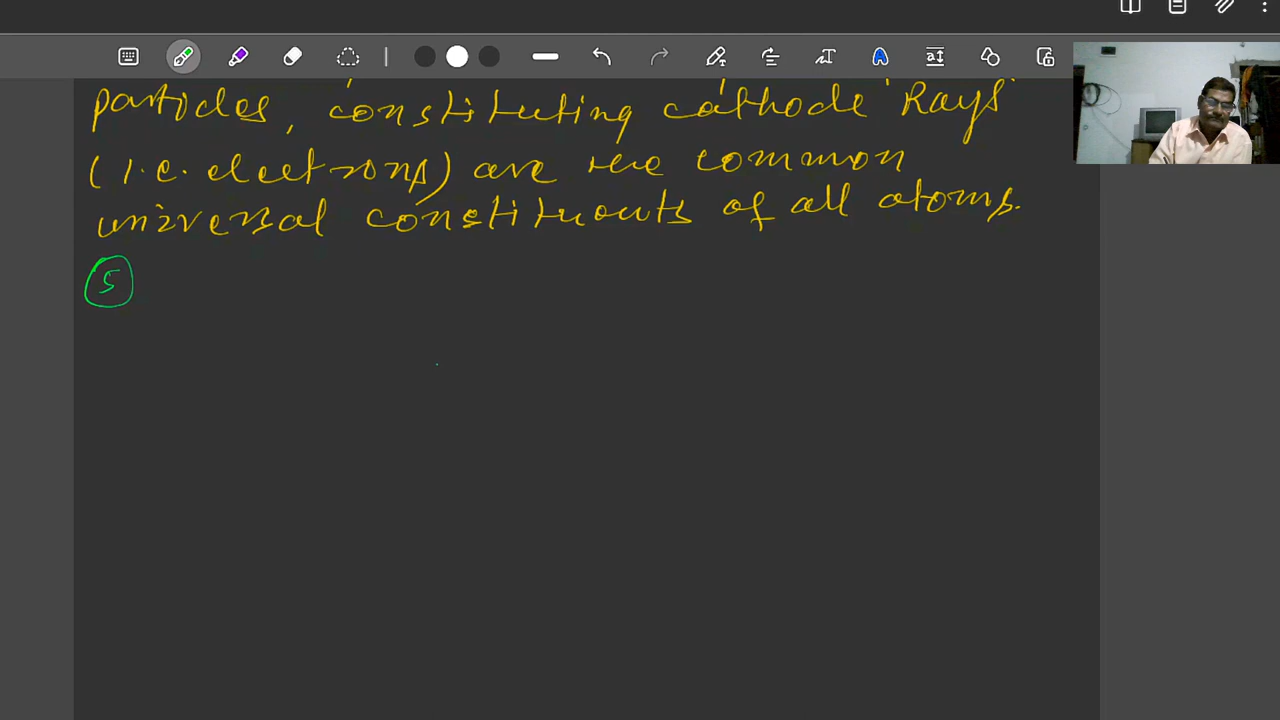 particles, constituting cathode Rays
(i.e. electrons) are the common
universal constituents of all atoms.
5